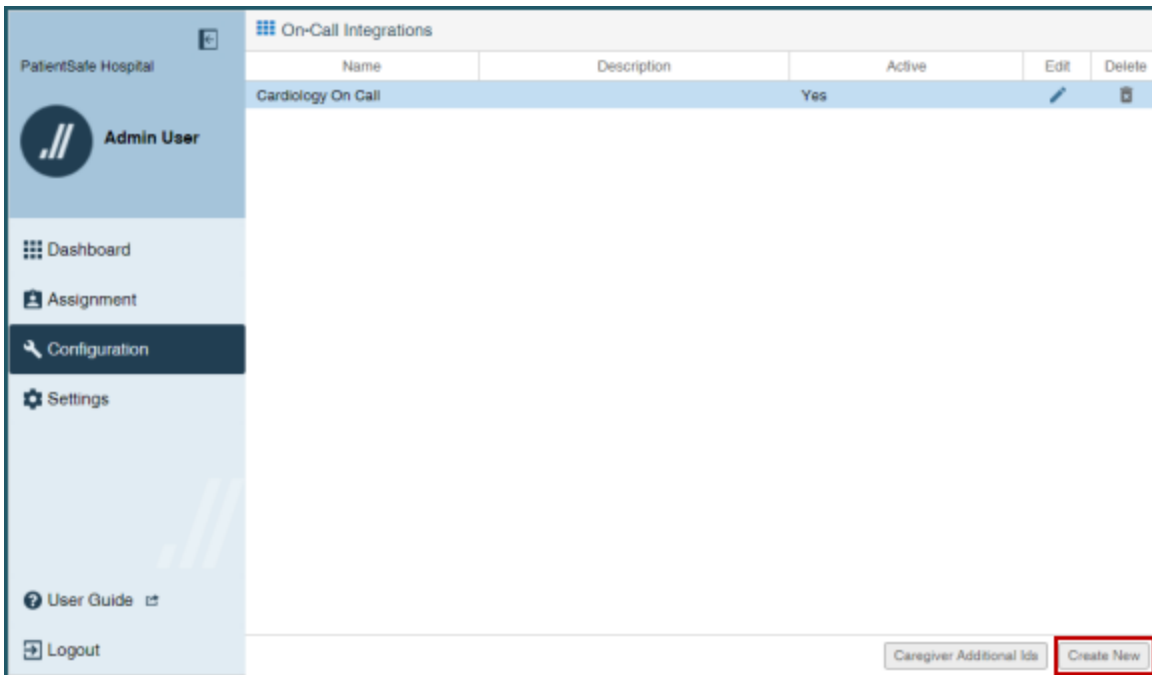 On-Call Integrations
PatientSafe Hospital
Name Description Active Edit Delete
Cardiology On Call Yes
Admin User
Dashboard
Assignment
Configuration
Settings
User Guide
Logout
Caregiver Additional Ids Create New